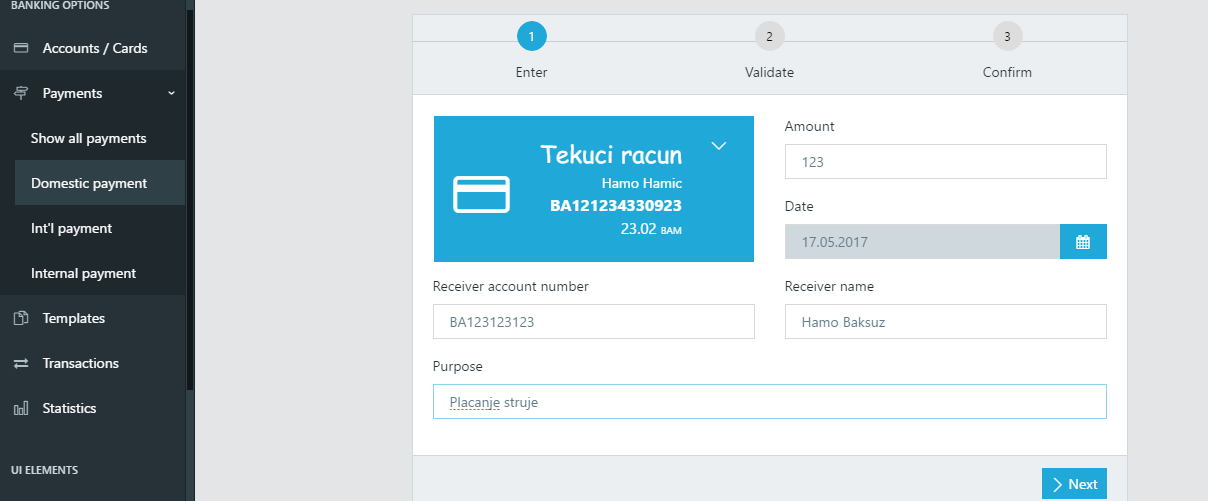 BANKING OPTIONS
Accounts / Cards
Payments
Show all payments
Domestic payment
Int'l payment
Internal payment
Templates
Transactions
Statistics
UI ELEMENTS
1
2
3
Enter
Validate
Confirm
Tekuci racun
Hamo Hamic
BA121234330923
23.02 BAM
Amount
123
Date
17.05.2017
Receiver account number
BA123123123
Receiver name
Hamo Baksuz
Purpose
Placanje struje
Next